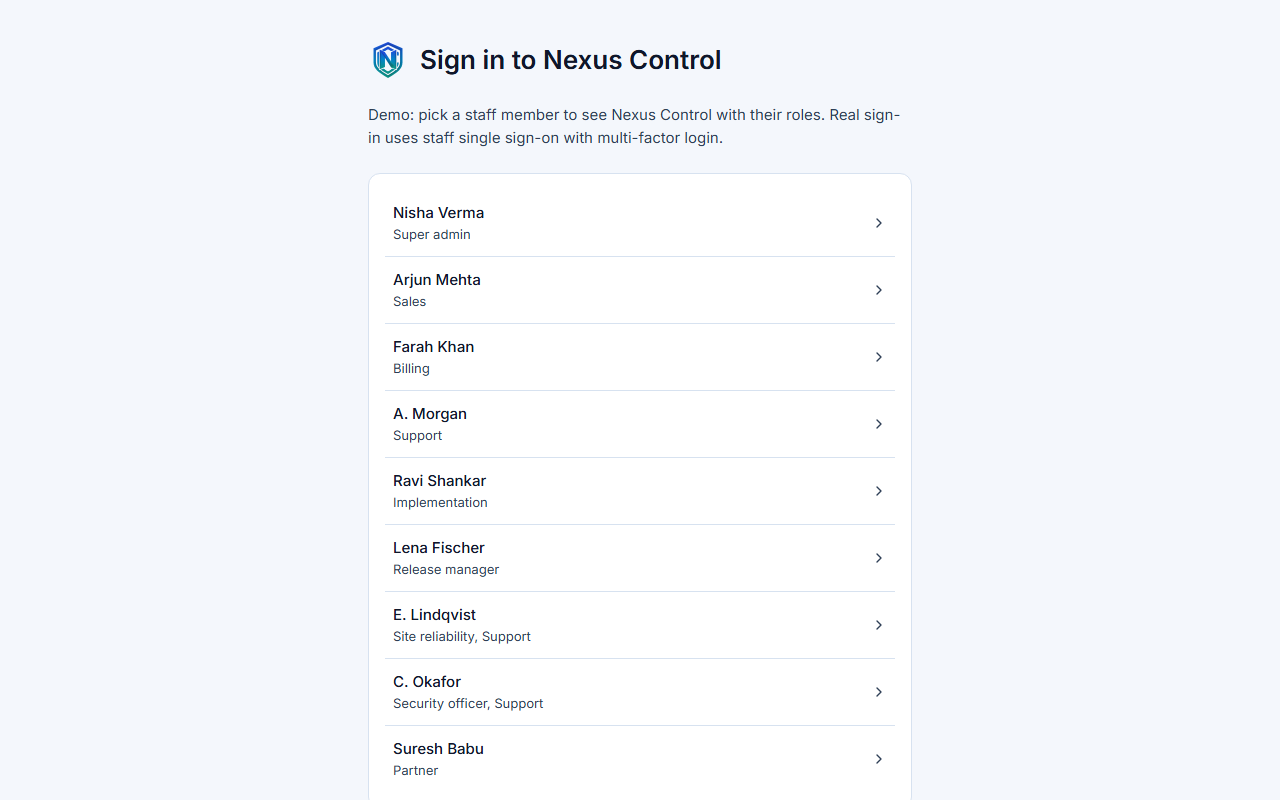 Sign in to Nexus Control
Demo: pick a staff member to see Nexus Control with their roles. Real sign-
in uses staff single sign-on with multi-factor login.
Nisha Verma
Super admin
Arjun Mehta
Sales
Farah Khan
Billing
A. Morgan
Support
Ravi Shankar
Implementation
Lena Fischer
Release manager
E. Lindqvist
Site reliability, Support
C. Okafor
Security officer, Support
Suresh Babu
Partner